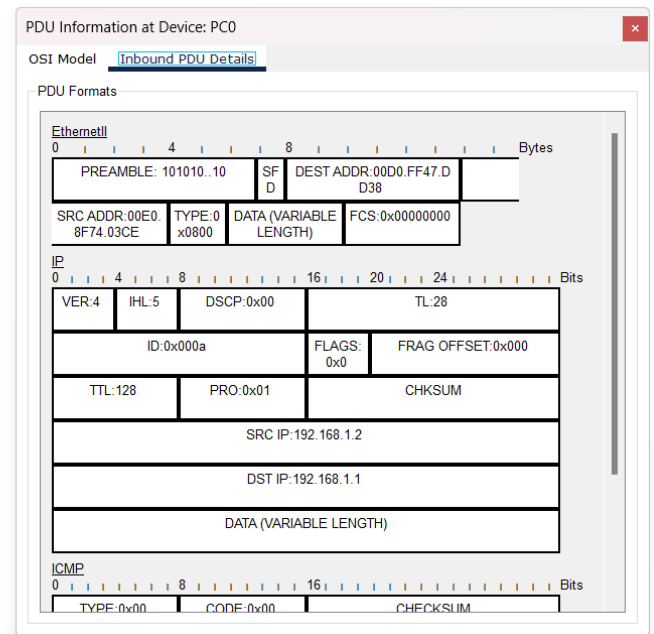 PDU Information at Device: PC0
×
OSI Model Inbound PDU Details
PDU Formats
EthernetII
0 4 8 Bytes
PREAMBLE: 101010..10 SF DEST ADDR:00D0.FF47.D
D D38
SRC ADDR:00E0. TYPE:0 DATA (VARIABLE FCS:0x00000000
8F74.03CE x0800 LENGTH)
IP
0 4 8 16 20 24 Bits
VER:4 IHL:5 DSCP:0x00 TL:28
ID:0x000a FLAGS: FRAG OFFSET:0x000
0x0
TTL:128 PRO:0x01 CHKSUM
SRC IP:192.168.1.2
DST IP:192.168.1.1
DATA (VARIABLE LENGTH)
ICMP
0 8 16 Bits
TYPE:0x00 CODE:0x00 CHECKSUM